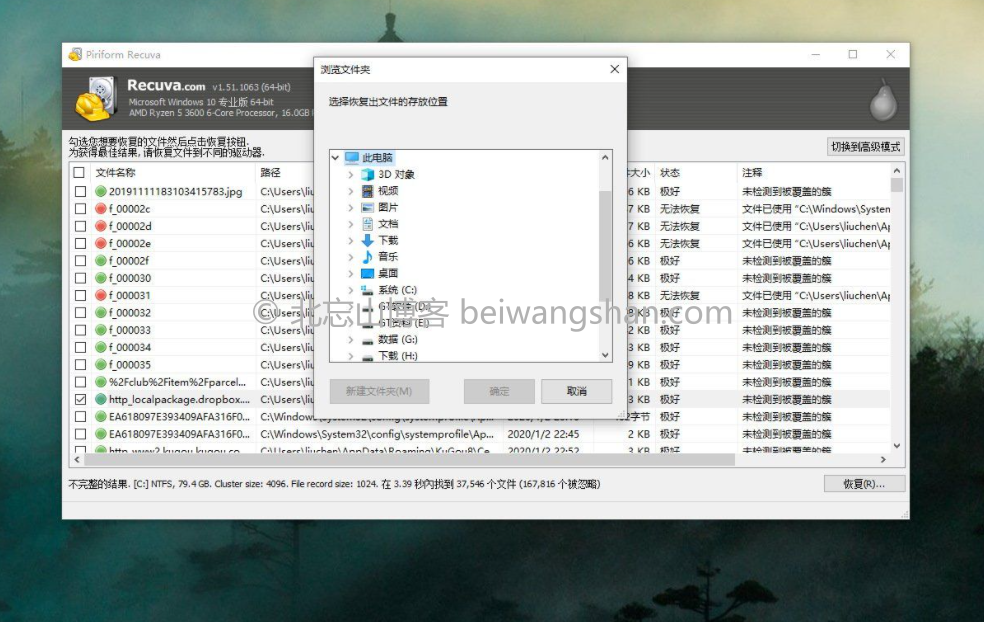 Piriform Recuva
Recuva.com v1.51.1063 (64-bit)
Microsoft Windows 10 专业版 64-bit
AMD Ryzen 5 3600 6-Core Processor, 16.0GB
勾选您想要恢复的文件然后点击恢复按钮.
为获得最佳结果, 请恢复文件到不同的驱动器.
切换到高级模式
浏览文件夹
选择恢复出文件的存放位置
此电脑
3D 对象
视频
图片
文档
下载
音乐
桌面
系统 (C:)
GT软件 (D:)
GT资料 (E:)
数据 (G:)
下载 (H:)
新建文件夹(M)
确定
取消
文件名称 路径 大小 状态 注释
20191111183103415783.jpg C:\Users\liu 6 KB 极好 未检测到被覆盖的簇
f_00002c C:\Users\liu 7 KB 无法恢复 文件已使用 "C:\Windows\System
f_00002d C:\Users\liu 7 KB 无法恢复 文件已使用 "C:\Users\liuchen\Ap
f_00002e C:\Users\liu 6 KB 无法恢复 文件已使用 "C:\Users\liuchen\Ap
f_00002f C:\Users\liu 6 KB 极好 未检测到被覆盖的簇
f_000030 C:\Users\liu 4 KB 极好 未检测到被覆盖的簇
f_000031 C:\Users\liu 8 KB 无法恢复 文件已使用 "C:\Users\liuchen\Ap
f_000032 C:\Users\liu KB 极好 未检测到被覆盖的簇
f_000033 C:\Users\liu 2 KB 极好 未检测到被覆盖的簇
f_000034 C:\Users\liu 3 KB 极好 未检测到被覆盖的簇
f_000035 C:\Users\liu 9 KB 极好 未检测到被覆盖的簇
%2Fclub%2Fitem%2Fparcel... C:\Users\liu 1 KB 极好 未检测到被覆盖的簇
http_localpackage.dropbox.... C:\Users\liu 3 KB 极好 未检测到被覆盖的簇
EA618097E393409AFA316F0... C:\Windows\System32\config\systemprofile\Ap... 字节 极好 未检测到被覆盖的簇
EA618097E393409AFA316F0... C:\Windows\System32\config\systemprofile\Ap... 2020/1/2 22:45 2 KB 极好 未检测到被覆盖的簇
http_www2.kugou.kugou.co... C:\Users\liuchen\AppData\Roaming\KuGou8\Ce... 2020/1/2 22:52 3 KB 极好 未检测到被覆盖的簇
© 北忘山博客 beiwangshan.com
不完整的结果. [C:] NTFS, 79.4 GB. Cluster size: 4096. File record size: 1024. 在 3.39 秒内找到 37,546 个文件 (167,816 个被忽略)
恢复(R)...